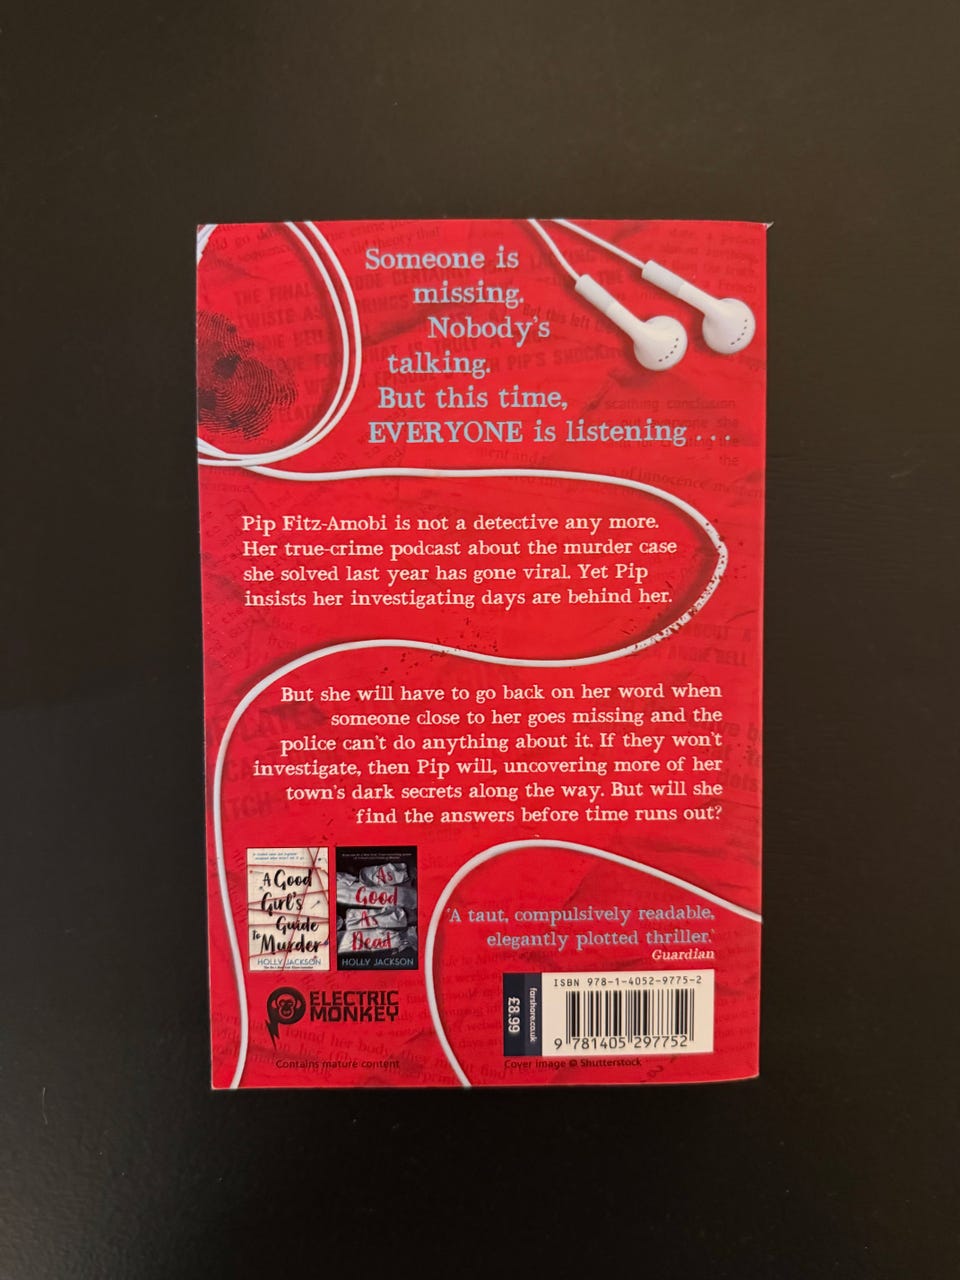 Someone is
missing.
Nobody's
talking.
But this time,
EVERYONE is listening . . .
Pip Fitz-Amobi is not a detective any more.
Her true-crime podcast about the murder case
she solved last year has gone viral. Yet Pip
insists her investigating days are behind her.
But she will have to go back on her word when
someone close to her goes missing and the
police can't do anything about it. If they won't
investigate, then Pip will, uncovering more of her
town's dark secrets along the way. But will she
find the answers before time runs out?
A Good
Girl's
Guide
To
Murder
HOLLY JACKSON
As
Good
As
Dead
HOLLY JACKSON
'A taut, compulsively readable,
elegantly plotted thriller.'
Guardian
ELECTRIC
MONKEY
Contains mature content
ISBN 978-1-4052-9775-2
farshore.co.uk
£8.99
9 781405 297752
Cover image © Shutterstock